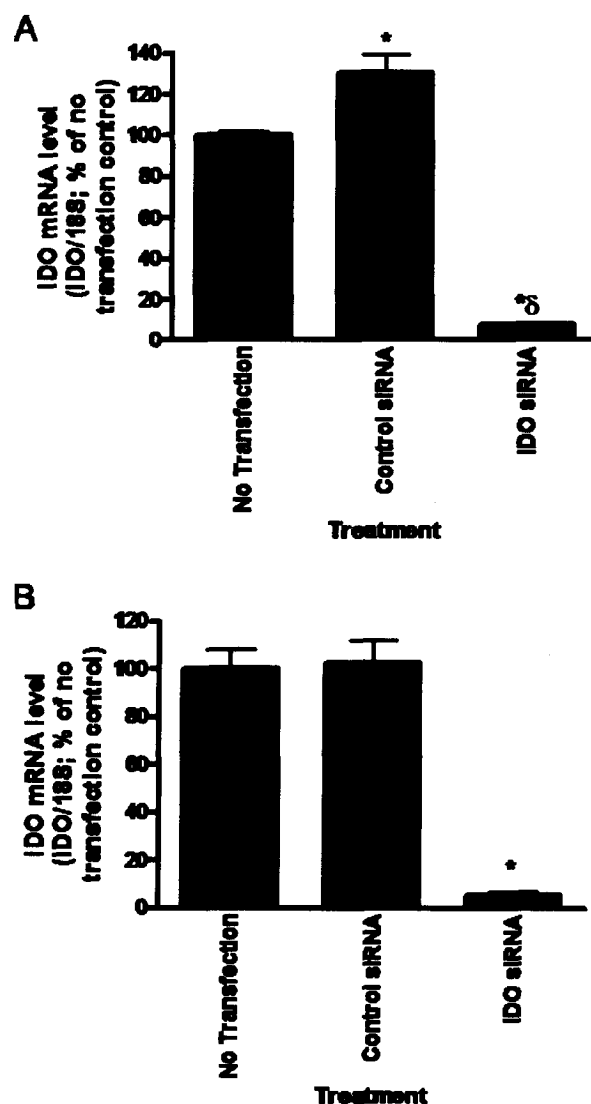 A
IDO mRNA level
(IDO/18S; % of no
transfection control)
140
120
100
80
60
40
20
0
*
*♂
No Transfection
Control siRNA
IDO siRNA
Treatment
B
IDO mRNA level
(IDO/18S; % of no
transfection control)
120
100
80
60
40
20
0
*
No Transfection
Control siRNA
IDO siRNA
Treatment